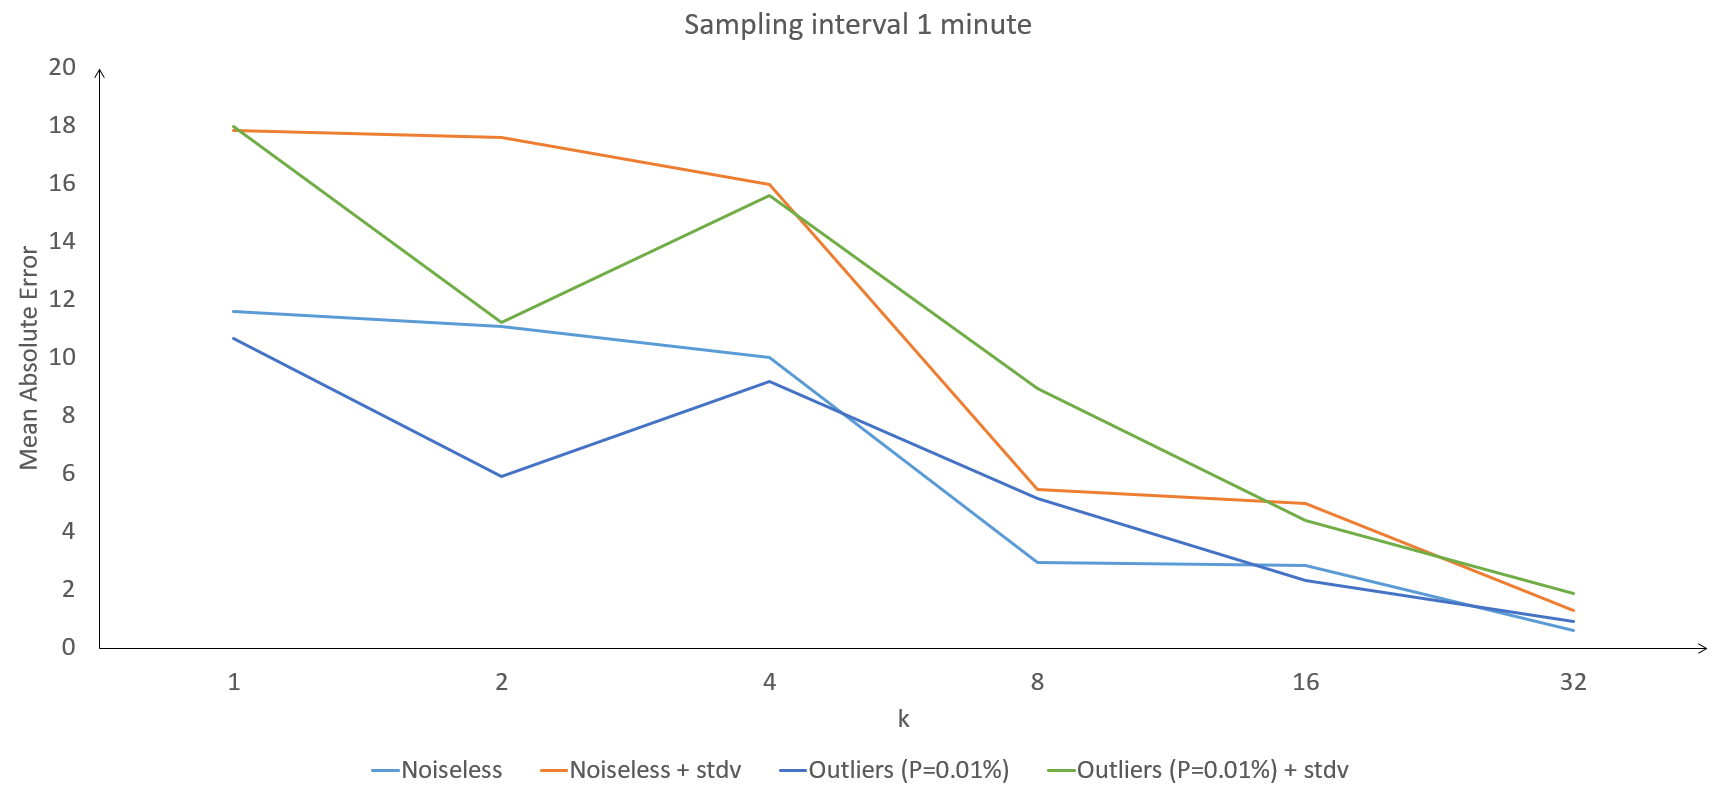 Sampling interval 1 minute
20
18
16
14
12
10
8
6
4
2
0
Mean Absolute Error
1 2 4 8 16 32
k
Noiseless Noiseless + stdv Outliers (P=0.01%) Outliers (P=0.01%) + stdv